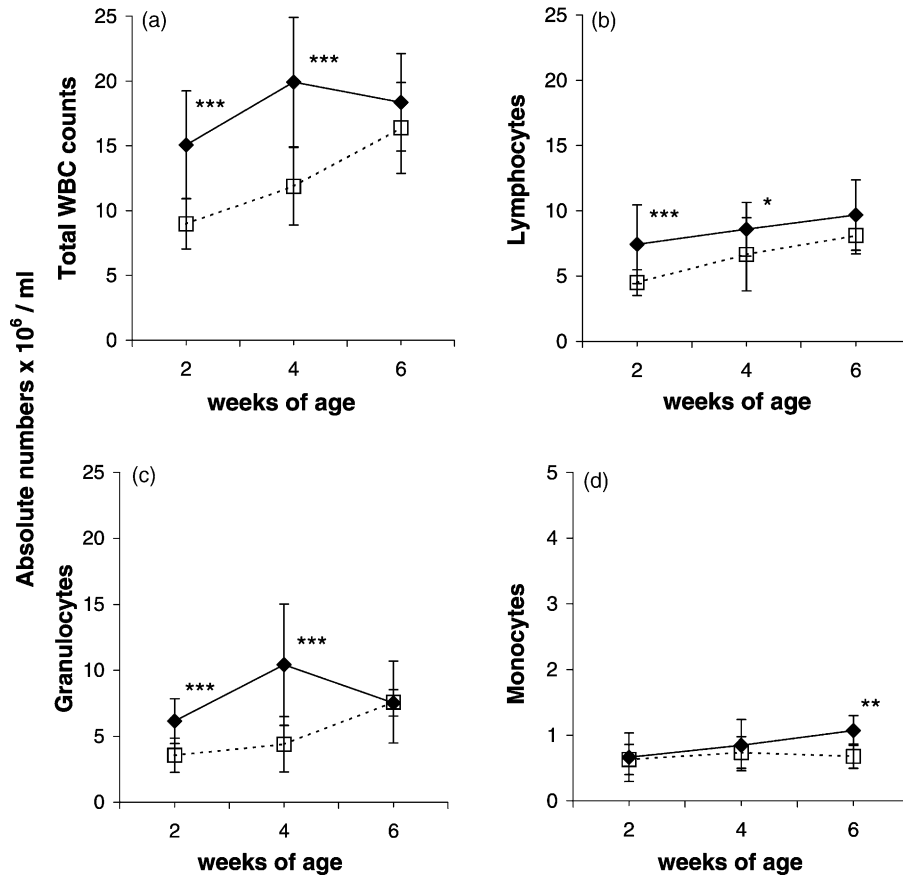 Absolute numbers x 10⁶ / ml
(a)
Total WBC counts
25
20
15
10
5
0
***
***
2 4 6
weeks of age
(b)
Lymphocytes
25
20
15
10
5
0
***
*
2 4 6
weeks of age
(c)
Granulocytes
25
20
15
10
5
0
***
***
2 4 6
weeks of age
(d)
Monocytes
5
4
3
2
1
0
**
2 4 6
weeks of age